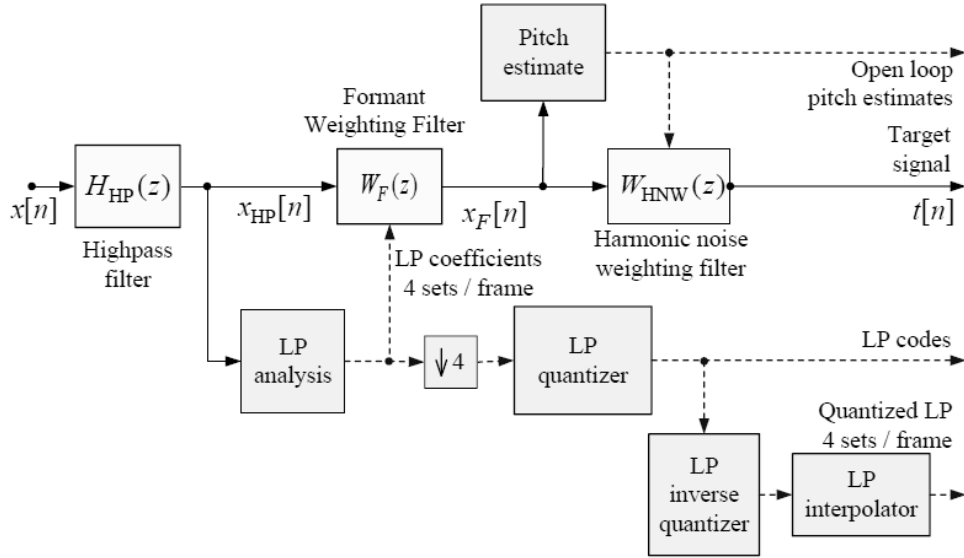 Pitch
estimate
Open loop
pitch estimates
Formant
Weighting Filter
Target
signal
H_HP(z)
W_F(z)
W_HNW(z)
x[n]
x_HP[n]
x_F[n]
t[n]
Highpass
filter
Harmonic noise
weighting filter
LP coefficients
4 sets / frame
LP
analysis
↓ 4
LP
quantizer
LP codes
Quantized LP
4 sets / frame
LP
inverse
quantizer
LP
interpolator